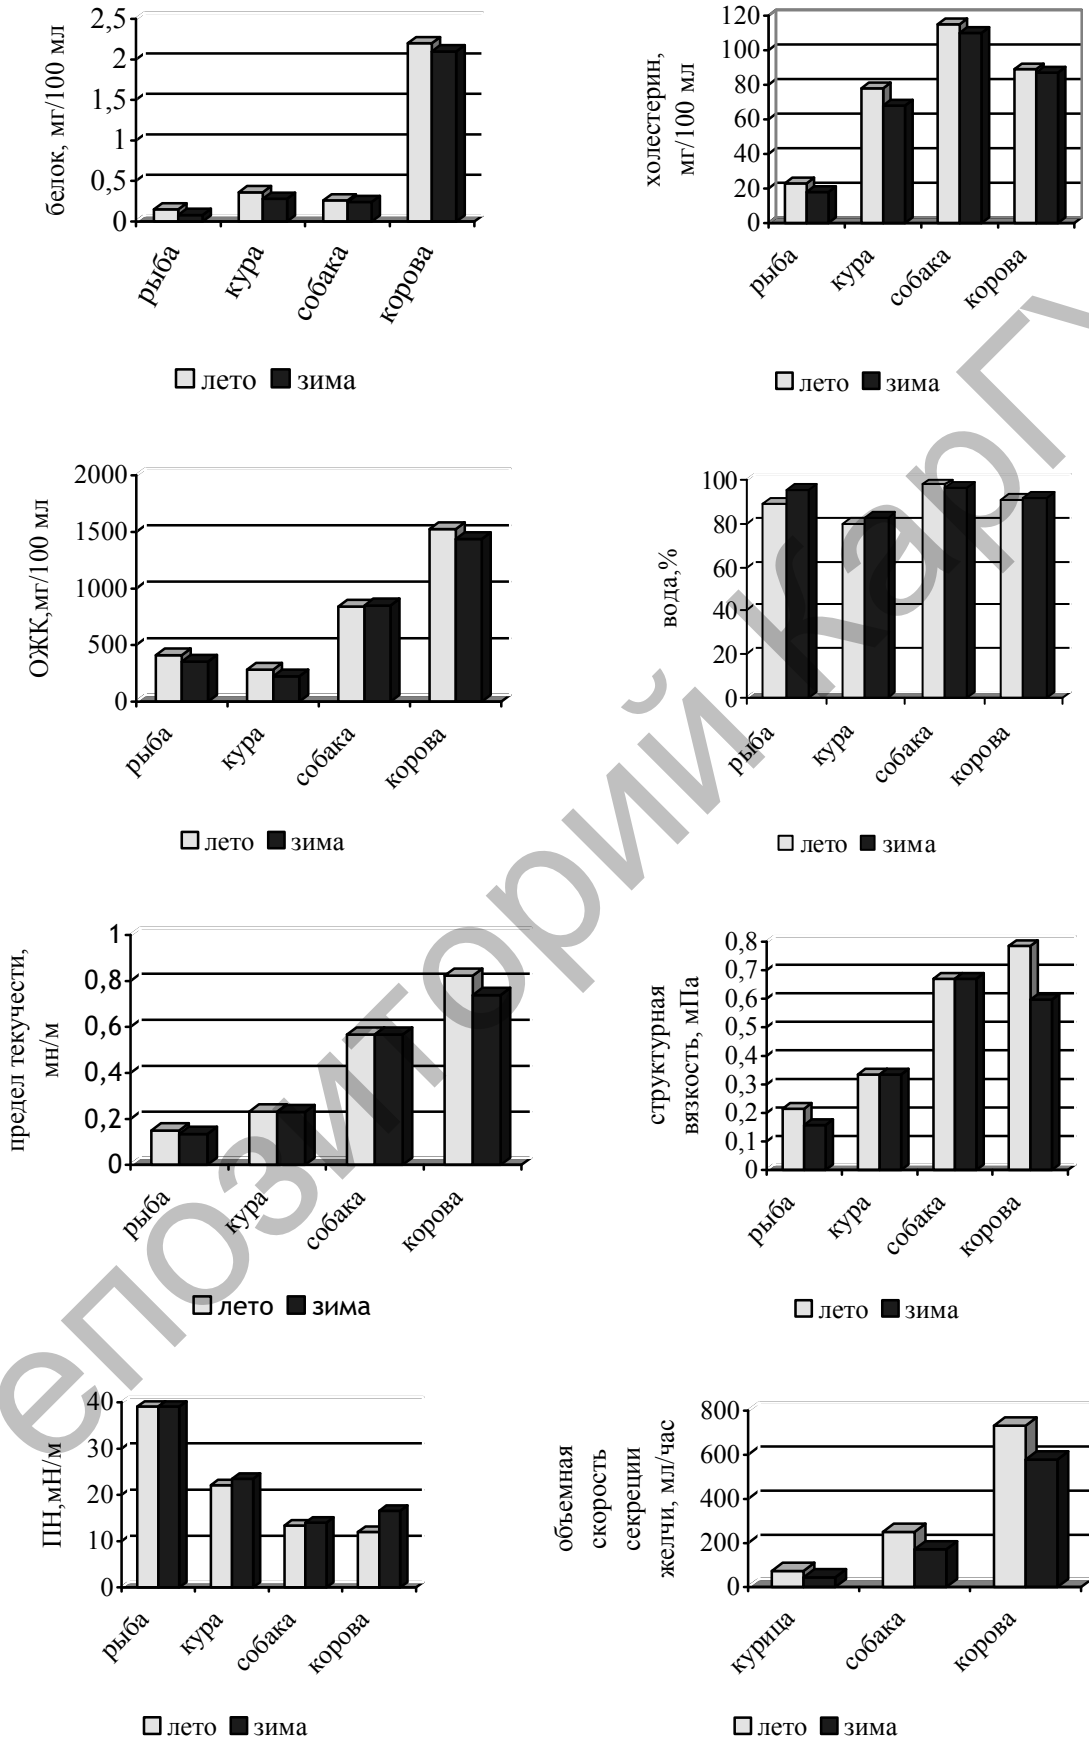 белок, мг/100 мл
2,5
2
1,5
1
0,5
0
рыба
кура
собака
корова
лето зима
холестерин,
мг/100 мл
120
100
80
60
40
20
0
рыба
кура
собака
корова
лето зима
ОЖК,мг/100 мл
2000
1500
1000
500
0
рыба
кура
собака
корова
лето зима
вода,%
100
80
60
40
20
0
рыба
кура
собака
корова
лето зима
предел текучести,
мн/м
1
0,8
0,6
0,4
0,2
0
рыба
кура
собака
корова
лето зима
структурная
вязкость, мПа
0,8
0,7
0,6
0,5
0,4
0,3
0,2
0,1
0
рыба
кура
собака
корова
лето зима
ПН,мН/м
40
30
20
10
0
рыба
кура
собака
корова
лето зима
объемная
скорость
секреции
желчи, мл/час
800
600
400
200
0
курица
собака
корова
лето зима
епозиторий КарГУ